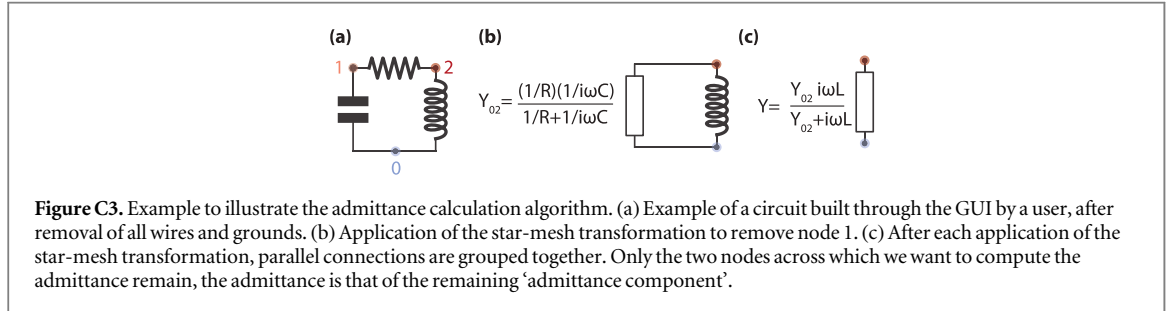 (a) (b) (c)
1 2
0
Y02= (1/R)(1/iωC)
1/R+1/iωC
Y= Y02 iωL
Y02+iωL
Figure C3. Example to illustrate the admittance calculation algorithm. (a) Example of a circuit built through the GUI by a user, after
removal of all wires and grounds. (b) Application of the star-mesh transformation to remove node 1. (c) After each application of the
star-mesh transformation, parallel connections are grouped together. Only the two nodes across which we want to compute the
admittance remain, the admittance is that of the remaining ‘admittance component’.